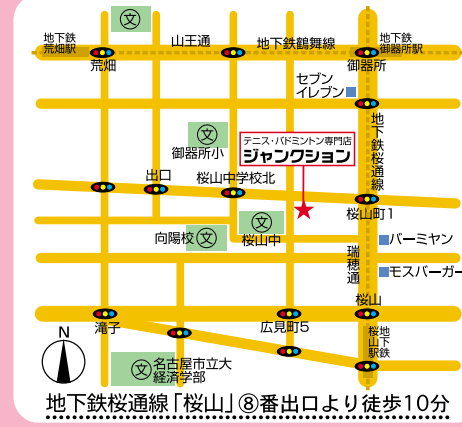 文
地下鉄
荒畑駅
山王通
地下鉄鶴舞線
地下鉄
御器所駅
荒畑
御器所
セブン
イレブン
地下鉄桜通線
文
御器所小
テニス・バドミントン専門店
ジャンクション
出口
桜山中学校北
桜山町1
向陽校
文
文
桜山中
瑞穂通
バーミヤン
モスバーガー
桜山
滝子
広見町5
桜山駅
地下鉄
N
文
名古屋市立大
経済学部
地下鉄桜通線「桜山」⑧番出口より徒歩10分